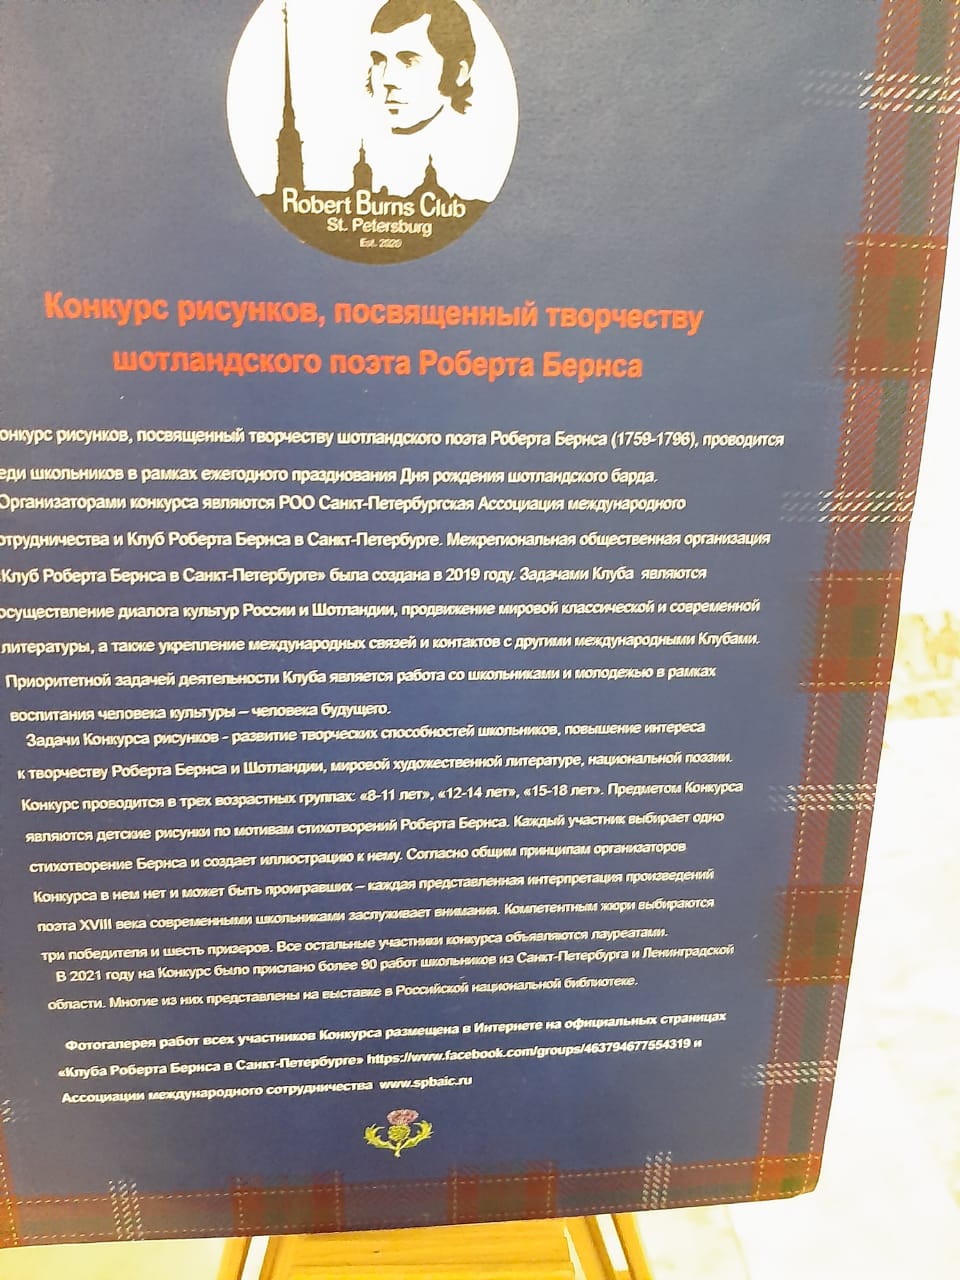 Robert Burns Club
St. Petersburg
Est. 2020
Конкурс рисунков, посвященный творчеству
шотландского поэта Роберта Бернса
онкурс рисунков, посвященный творчеству шотландского поэта Роберта Бернса (1759-1796), проводится
еди школьников в рамках ежегодного празднования Дня рождения шотландского барда.
Организаторами конкурса являются РОО Санкт-Петербургская Ассоциация международного
отрудничества и Клуб Роберта Бернса в Санкт-Петербурге. Межрегиональная общественная организация
«Клуб Роберта Бернса в Санкт-Петербурге» была создана в 2019 году. Задачами Клуба являются
осуществление диалога культур России и Шотландии, продвижение мировой классической и современной
литературы, а также укрепление международных связей и контактов с другими международными Клубами.
Приоритетной задачей деятельности Клуба является работа со школьниками и молодежью в рамках
воспитания человека культуры – человека будущего.
Задачи Конкурса рисунков - развитие творческих способностей школьников, повышение интереса
к творчеству Роберта Бернса и Шотландии, мировой художественной литературе, национальной поэзии.
Конкурс проводится в трех возрастных группах: «8-11 лет», «12-14 лет», «15-18 лет». Предметом Конкурса
являются детские рисунки по мотивам стихотворений Роберта Бернса. Каждый участник выбирает одно
стихотворение Бернса и создает иллюстрацию к нему. Согласно общим принципам организаторов
Конкурса в нем нет и может быть проигравших – каждая представленная интерпретация произведений
поэта XVIII века современными школьниками заслуживает внимания. Компетентным жюри выбираются
три победителя и шесть призеров. Все остальные участники конкурса объявляются лауреатами.
В 2021 году на Конкурс было прислано более 90 работ школьников из Санкт-Петербурга и Ленинградской
области. Многие из них представлены на выставке в Российской национальной библиотеке.
Фотогалерея работ всех участников Конкурса размещена в Интернете на официальных страницах
«Клуба Роберта Бернса в Санкт-Петербурге» https://www.facebook.com/groups/463794677554319 и
Ассоциации международного сотрудничества www.spbaic.ru